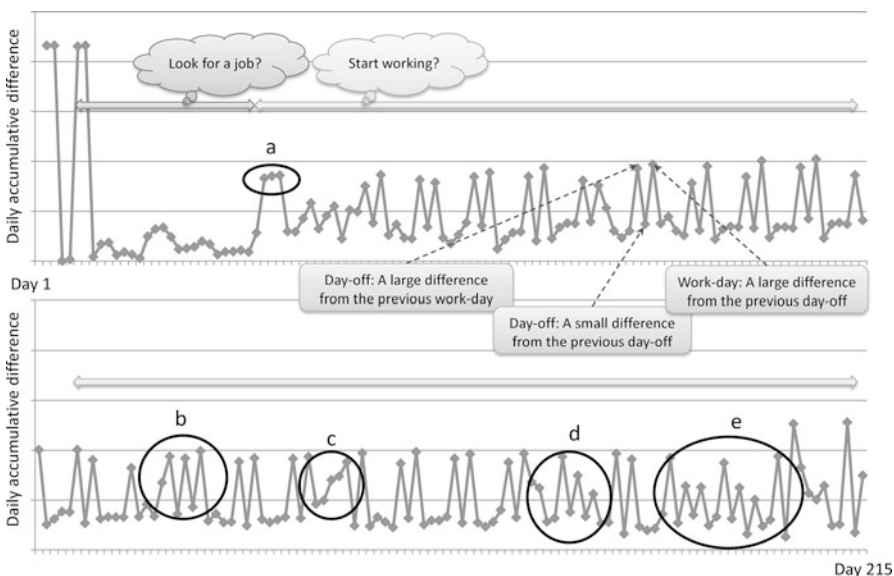 Daily accumulative difference
Look for a job?
Start working?
a
Day 1
Day-off: A large difference
from the previous work-day
Work-day: A large difference
from the previous day-off
Day-off: A small difference
from the previous day-off
Daily accumulative difference
b
c
d
e
Day 215